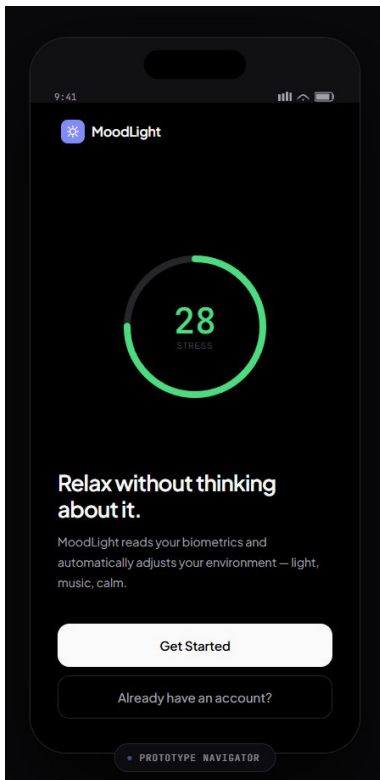 9:41
MoodLight
28
STRESS
Relax without thinking
about it.
MoodLight reads your biometrics and
automatically adjusts your environment — light,
music, calm.
Get Started
Already have an account?
PROTOTYPE NAVIGATOR